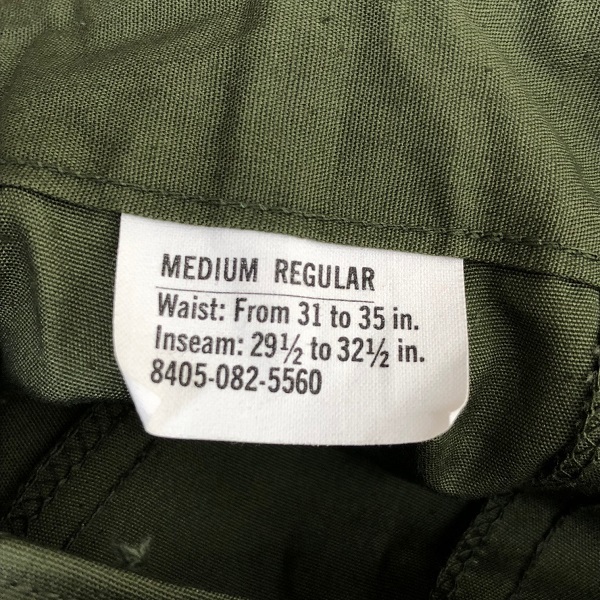 MEDIUM REGULAR
Waist: From 31 to 35 in.
Inseam: 29½ to 32½ in.
8405-082-5560